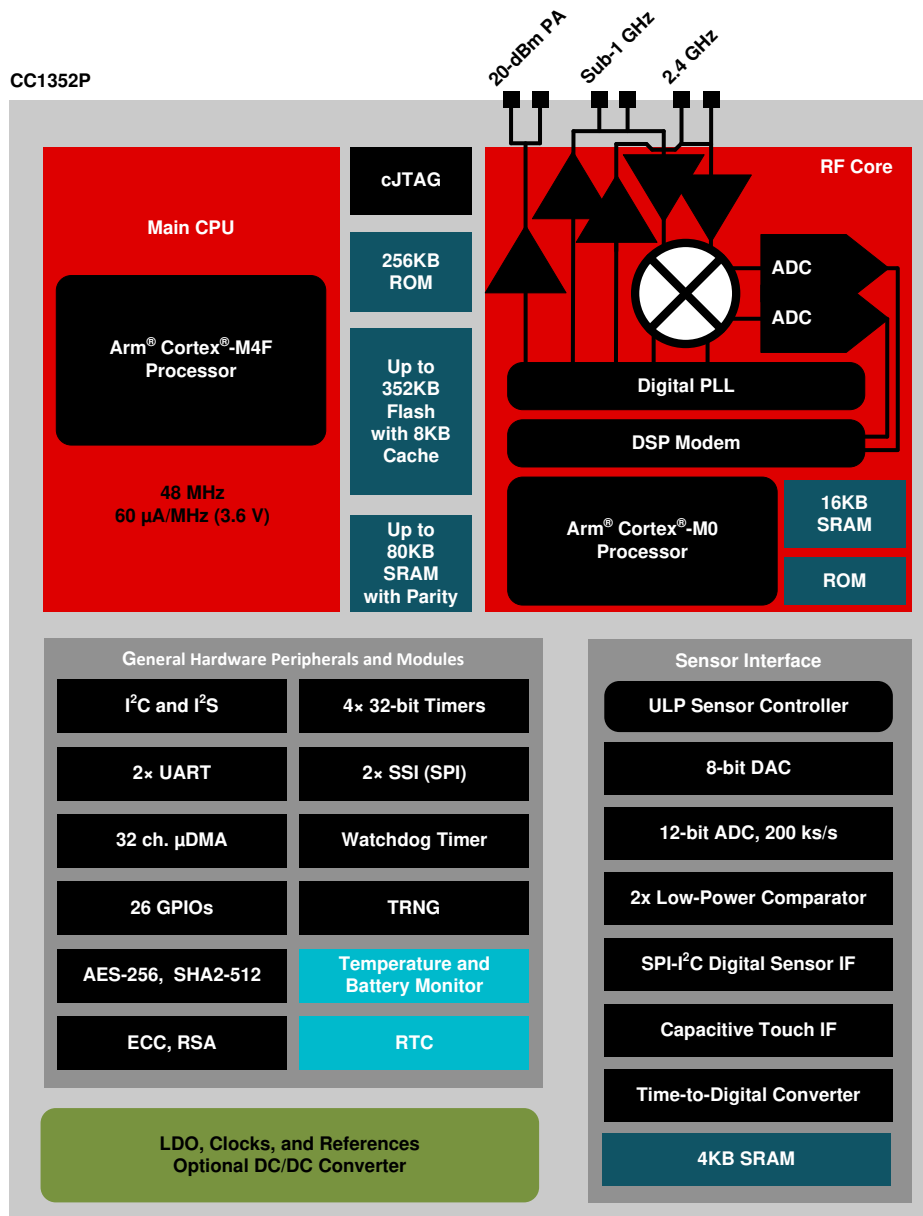 CC1352P
20-dBm PA
Sub-1 GHz
2.4 GHz
Main CPU
Arm® Cortex®-M4F
Processor
48 MHz
60 µA/MHz (3.6 V)
cJTAG
256KB
ROM
Up to
352KB
Flash
with 8KB
Cache
Up to
80KB
SRAM
with Parity
RF Core
ADC
ADC
Digital PLL
DSP Modem
Arm® Cortex®-M0
Processor
16KB
SRAM
ROM
General Hardware Peripherals and Modules
I²C and I²S
4× 32-bit Timers
2× UART
2× SSI (SPI)
32 ch. µDMA
Watchdog Timer
26 GPIOs
TRNG
AES-256, SHA2-512
Temperature and
Battery Monitor
ECC, RSA
RTC
LDO, Clocks, and References
Optional DC/DC Converter
Sensor Interface
ULP Sensor Controller
8-bit DAC
12-bit ADC, 200 ks/s
2x Low-Power Comparator
SPI-I²C Digital Sensor IF
Capacitive Touch IF
Time-to-Digital Converter
4KB SRAM